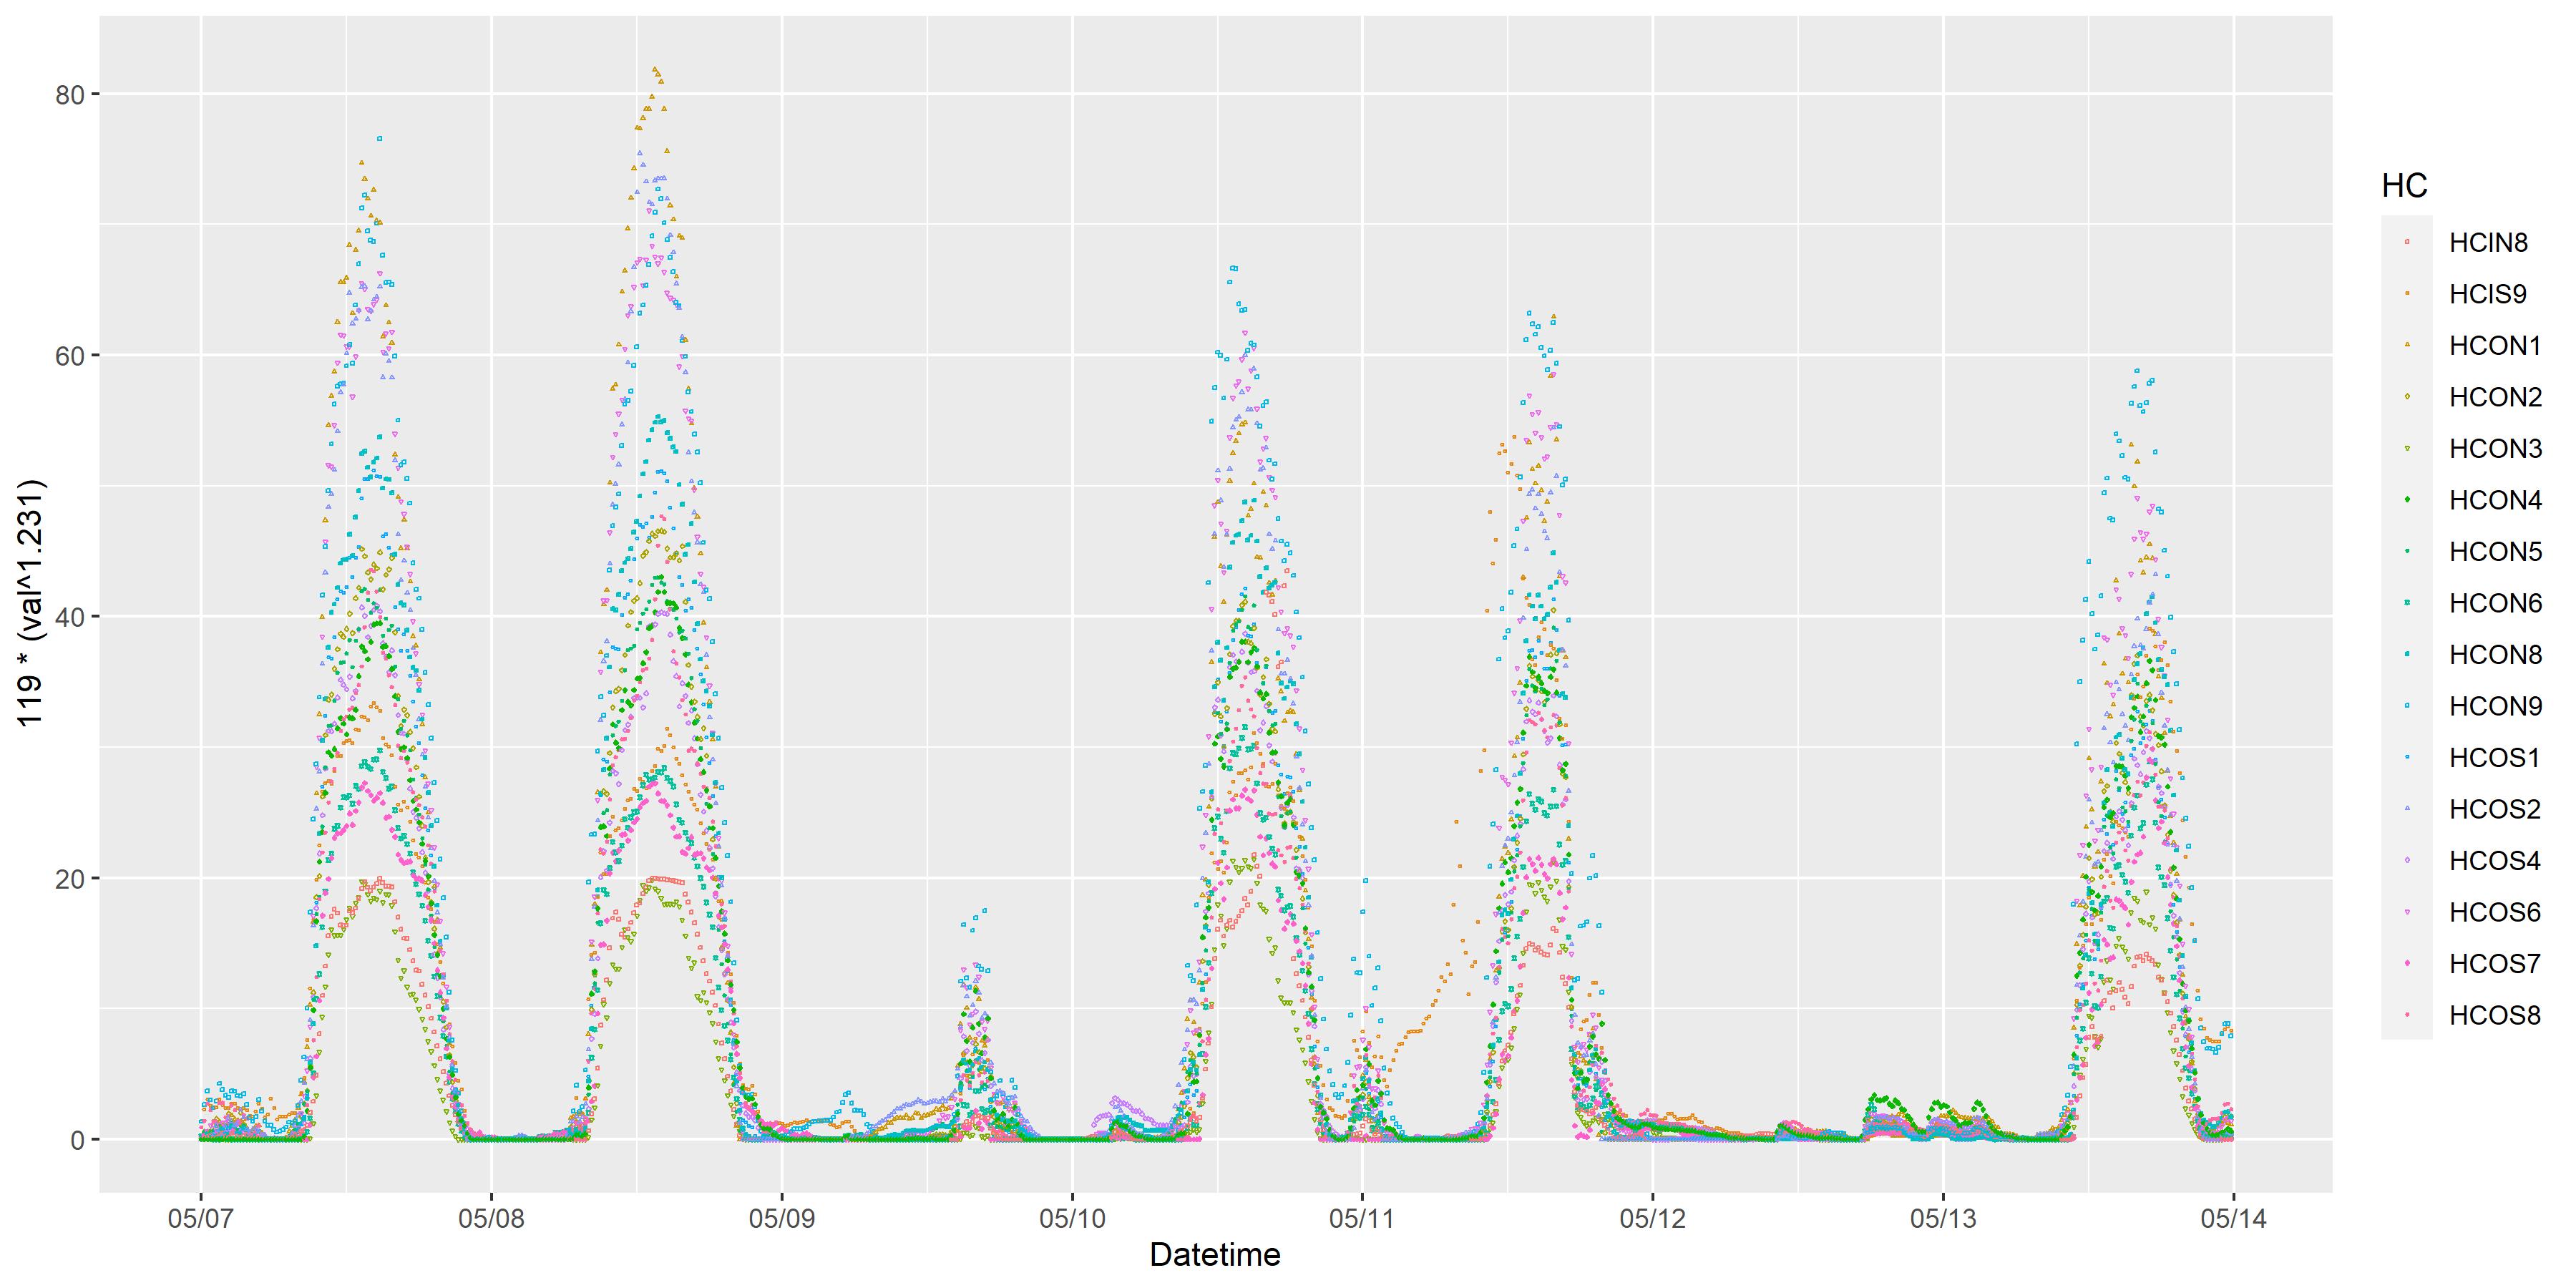 80
60
40
20
0
119 * (val^1.231)
05/07 05/08 05/09 05/10 05/11 05/12 05/13 05/14
Datetime
HC
HCIN8
HCIS9
HCON1
HCON2
HCON3
HCON4
HCON5
HCON6
HCON8
HCON9
HCOS1
HCOS2
HCOS4
HCOS6
HCOS7
HCOS8